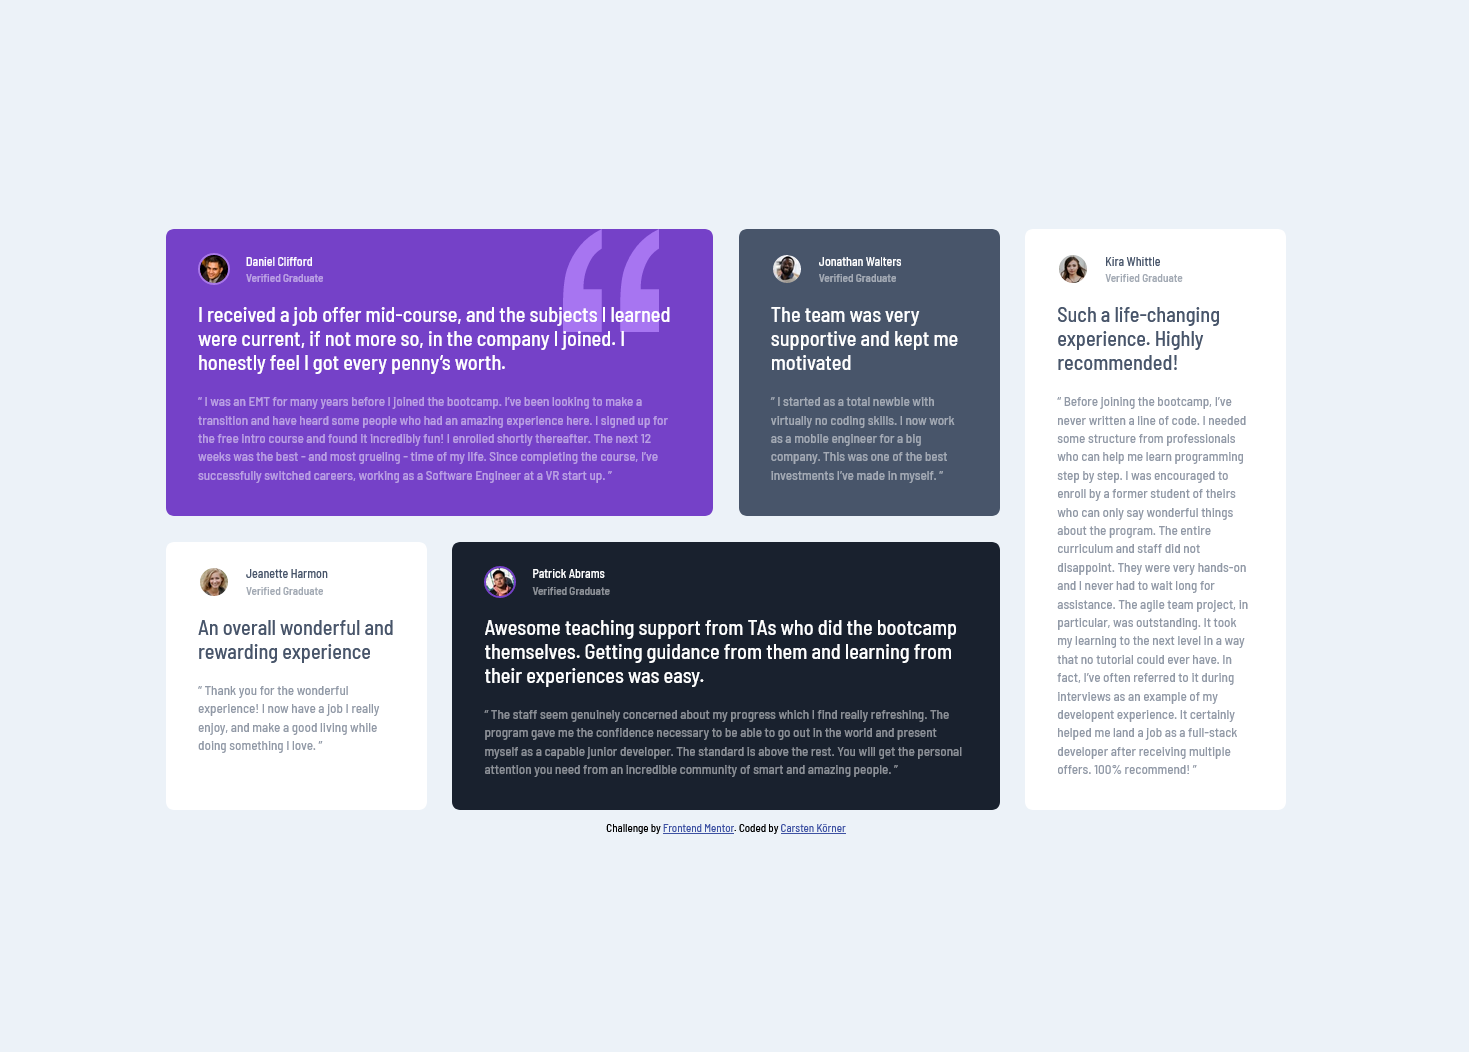 Daniel Clifford
Verified Graduate
I received a job offer mid-course, and the subjects I learned
were current, if not more so, in the company I joined. I
honestly feel I got every penny’s worth.
“ I was an EMT for many years before I joined the bootcamp. I’ve been looking to make a
transition and have heard some people who had an amazing experience here. I signed up for
the free intro course and found it incredibly fun! I enrolled shortly thereafter. The next 12
weeks was the best - and most grueling - time of my life. Since completing the course, I’ve
successfully switched careers, working as a Software Engineer at a VR start up. ”
Jonathan Walters
Verified Graduate
The team was very
supportive and kept me
motivated
“ I started as a total newbie with
virtually no coding skills. I now work
as a mobile engineer for a big
company. This was one of the best
investments I’ve made in myself. ”
Kira Whittle
Verified Graduate
Such a life-changing
experience. Highly
recommended!
“ Before joining the bootcamp, I’ve
never written a line of code. I needed
some structure from professionals
who can help me learn programming
step by step. I was encouraged to
enroll by a former student of theirs
who can only say wonderful things
about the program. The entire
curriculum and staff did not
disappoint. They were very hands-on
and I never had to wait long for
assistance. The agile team project, in
particular, was outstanding. It took
my learning to the next level in a way
that no tutorial could ever have. In
fact, I’ve often referred to it during
interviews as an example of my
developent experience. It certainly
helped me land a job as a full-stack
developer after receiving multiple
offers. 100% recommend! ”
Jeanette Harmon
Verified Graduate
An overall wonderful and
rewarding experience
“ Thank you for the wonderful
experience! I now have a job I really
enjoy, and make a good living while
doing something I love. ”
Patrick Abrams
Verified Graduate
Awesome teaching support from TAs who did the bootcamp
themselves. Getting guidance from them and learning from
their experiences was easy.
“ The staff seem genuinely concerned about my progress which I find really refreshing. The
program gave me the confidence necessary to be able to go out in the world and present
myself as a capable junior developer. The standard is above the rest. You will get the personal
attention you need from an incredible community of smart and amazing people. ”
Challenge by Frontend Mentor. Coded by Carsten Körner